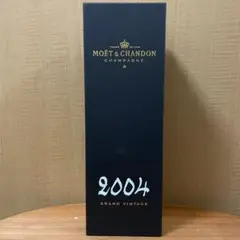 MOËT & CHANDON
CHAMPAGNE
2004
GRAND VINTAGE